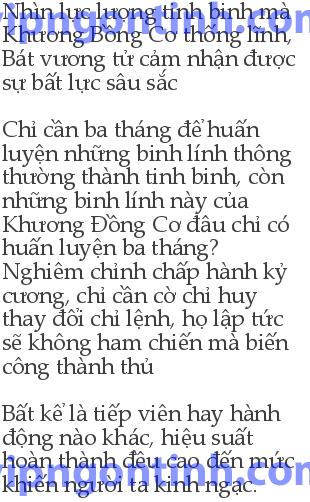 Nhìn lực lượng tinh binh mà
Khương Đồng Cơ thống lĩnh,
Bát vương tử cảm nhận được
sự bất lực sâu sắc
Chỉ cần ba tháng để huấn
luyện những binh lính thông
thường thành tinh binh, còn
những binh lính này của
Khương Đồng Cơ đâu chỉ có
huấn luyện ba tháng?
Nghiêm chỉnh chấp hành kỷ
cương, chỉ cần cờ chỉ huy
thay đổi chỉ lệnh, họ lập tức
sẽ không ham chiến mà biến
công thành thủ
Bất kể là tiếp viên hay hành
động nào khác, hiệu suất
hoàn thành đều cao đến mức
khiến người ta kinh ngạc.
vipngontinh.com
vipngontinh.com